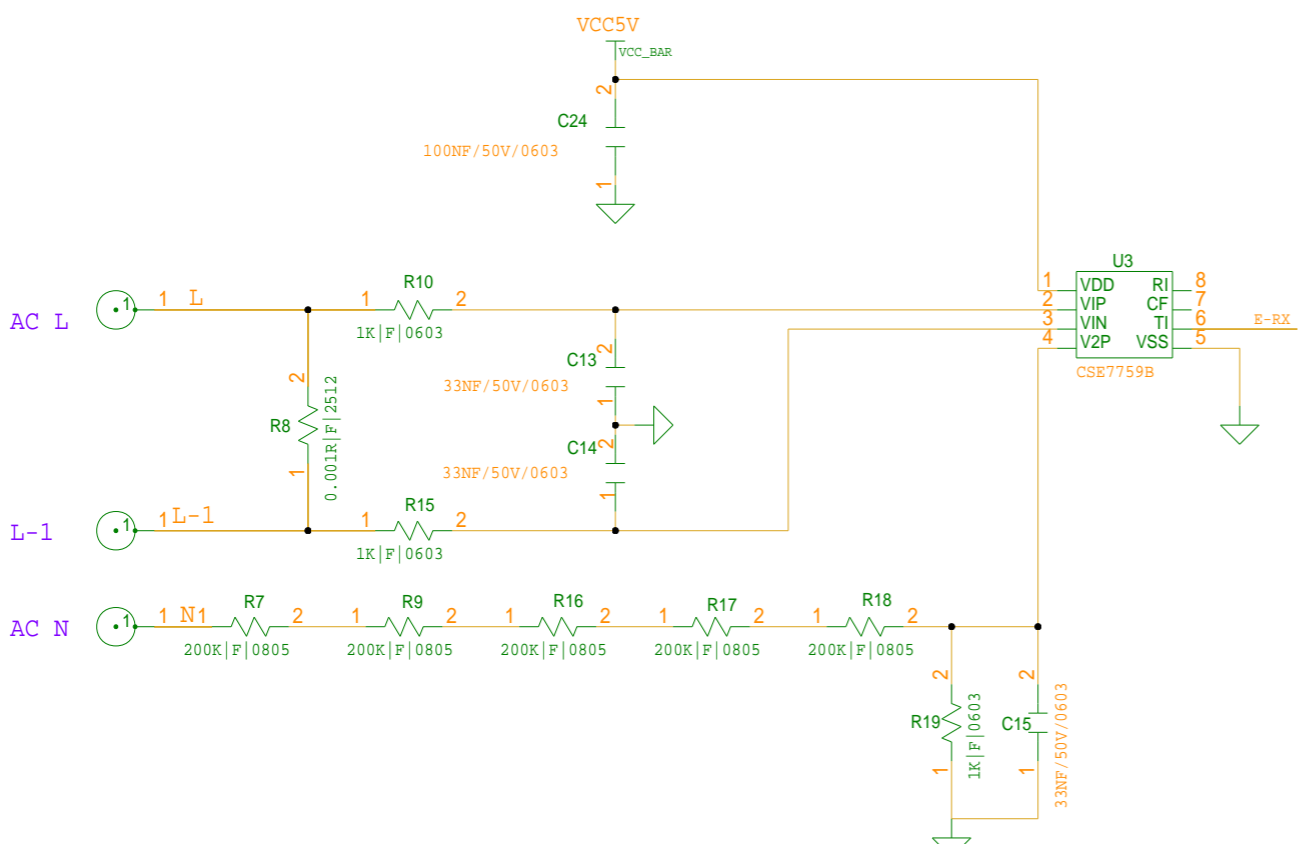 VCC5V
VCC_BAR
2
C24
100NF/50V/0603
1
U3
1 VDD RI 8
2 VIP CF 7
3 VIN TI 6 E-RX
4 V2P VSS 5
CSE7759B
AC L 1 1 L 1 R10 2
1K|F|0603
2 C13
33NF/50V/0603
1
2
R8
0.001R|F|2512
1
C14 2
33NF/50V/0603
1
L-1 1 1 L-1 1 R15 2
1K|F|0603
AC N 1 1 N1 R7 2 1 R9 2 1 R16 2 1 R17 2 1 R18 2
200K|F|0805 200K|F|0805 200K|F|0805 200K|F|0805 200K|F|0805
2 2
R19 1K|F|0603 C15 33NF/50V/0603
1 1